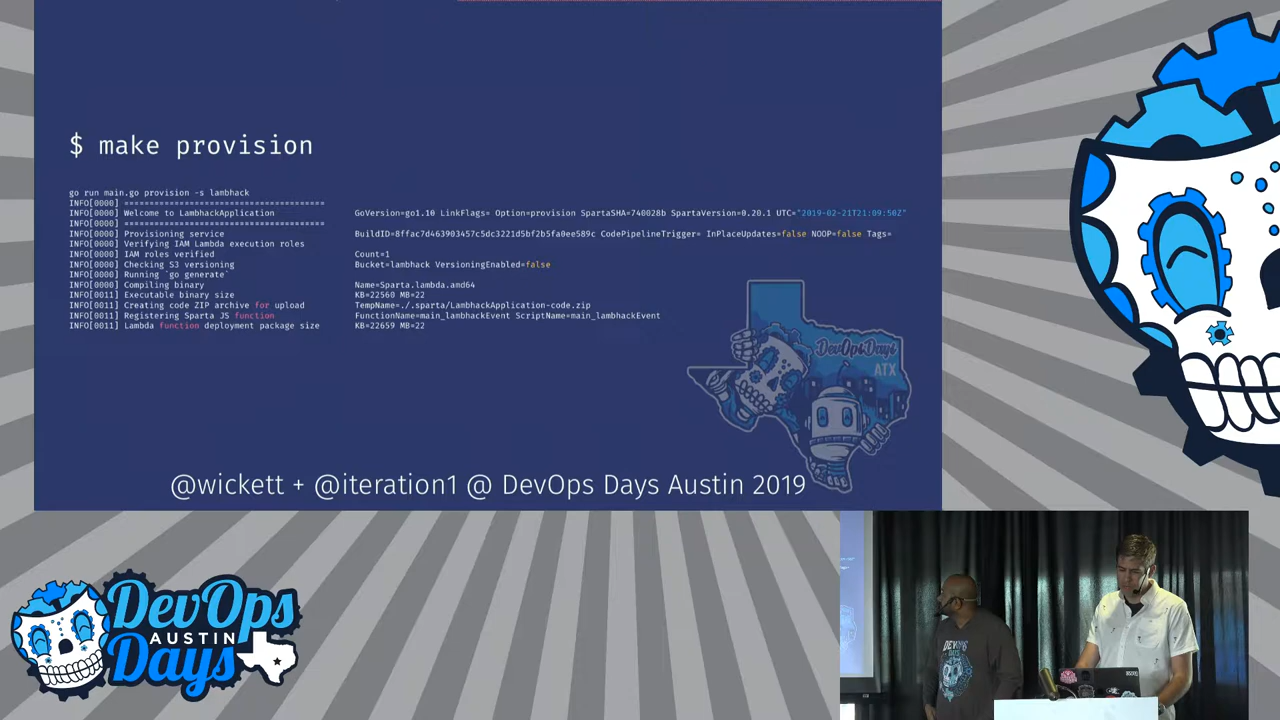 $ make provision
go run main.go provision -s lambhack
INFO[0000] =====================================
INFO[0000] Welcome to LambhackApplication GoVersion=go1.10 LinkFlags= Option=provision SpartaSHA=740028b SpartaVersion=0.20.1 UTC="2019-02-21T21:09:50Z"
INFO[0000] =====================================
INFO[0000] Provisioning service BuildID=8ffac7d463903457c5dc3221d5bf2b5fa0ee589c CodePipelineTrigger= InPlaceUpdates=false NOOP=false Tags=
INFO[0000] Verifying IAM Lambda execution roles
INFO[0000] IAM roles verified Count=1
INFO[0000] Checking S3 versioning Bucket=lambhack VersioningEnabled=false
INFO[0000] Running `go generate`
INFO[0000] Compiling binary Name=Sparta.lambda.amd64
INFO[0011] Executable binary size KB=22560 MB=22
INFO[0011] Creating code ZIP archive for upload TempName=./.sparta/LambhackApplication-code.zip
INFO[0011] Registering Sparta JS function FunctionName=main_lambhackEvent ScriptName=main_lambhackEvent
INFO[0011] Lambda function deployment package size KB=22659 MB=22
DevOpsDays
ATX
@wickett + @iteration1 @ DevOps Days Austin 2019
DevOps
AUSTIN
Days
DEVOPS
DAYS